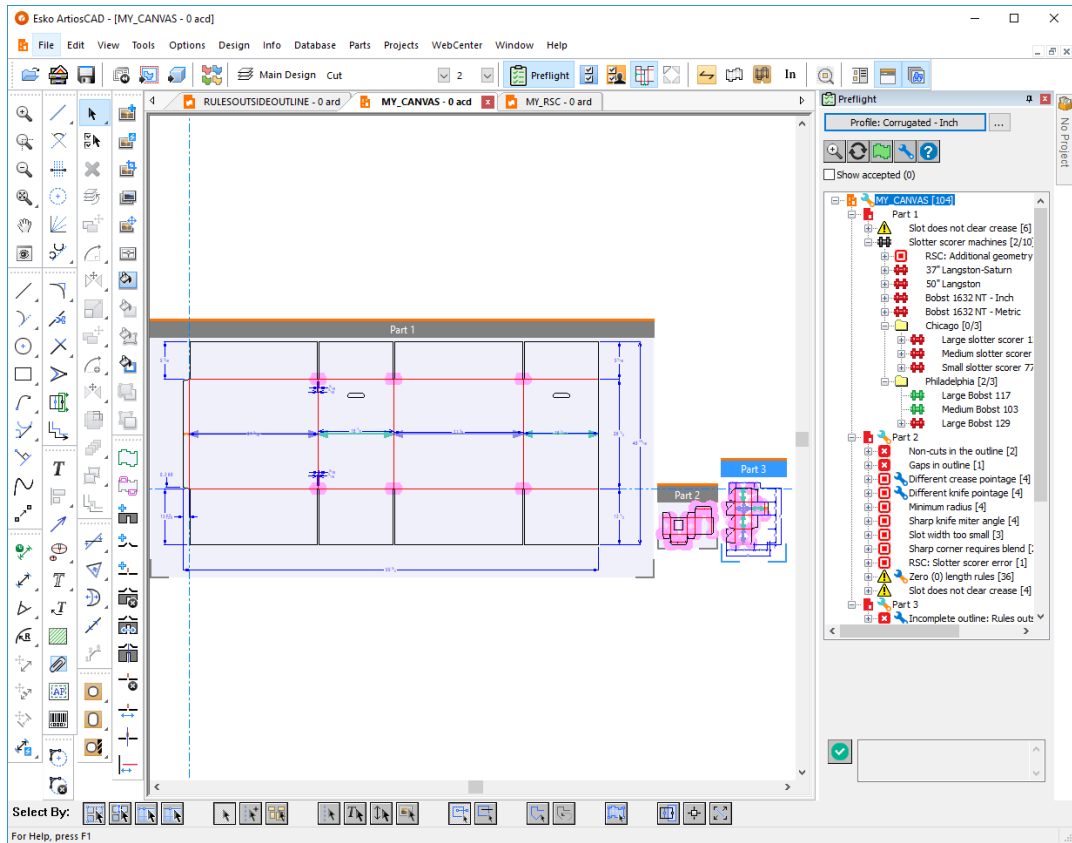 Esko ArtiosCAD - [MY_CANVAS - 0 acd]
File Edit View Tools Options Design Info Database Parts Projects WebCenter Window Help
Main Design Cut 2 Preflight In
RULESOUTSIDEOUTLINE - 0 ard MY_CANVAS - 0 acd MY_RSC - 0 ard
Preflight
No Project
Profile: Corrugated - Inch ...
Show accepted (0)
MY_CANVAS [104]
Part 1
Slot does not clear crease [6]
Slotter scorer machines [2/10]
RSC: Additional geometry
37" Langston-Saturn
50" Langston
Bobst 1632 NT - Inch
Bobst 1632 NT - Metric
Chicago [0/3]
Large slotter scorer 1
Medium slotter scorer
Small slotter scorer 77
Philadelphia [2/3]
Large Bobst 117
Medium Bobst 103
Large Bobst 129
Part 2
Non-cuts in the outline [2]
Gaps in outline [1]
Different crease pointage [4]
Different knife pointage [4]
Minimum radius [4]
Sharp knife miter angle [4]
Slot width too small [3]
Sharp corner requires blend [
RSC: Slotter scorer error [1]
Zero (0) length rules [36]
Slot does not clear crease [4]
Part 3
Incomplete outline: Rules outs
Part 1
Part 2
Part 3
T
T
T
R
AP
Select By:
For Help, press F1